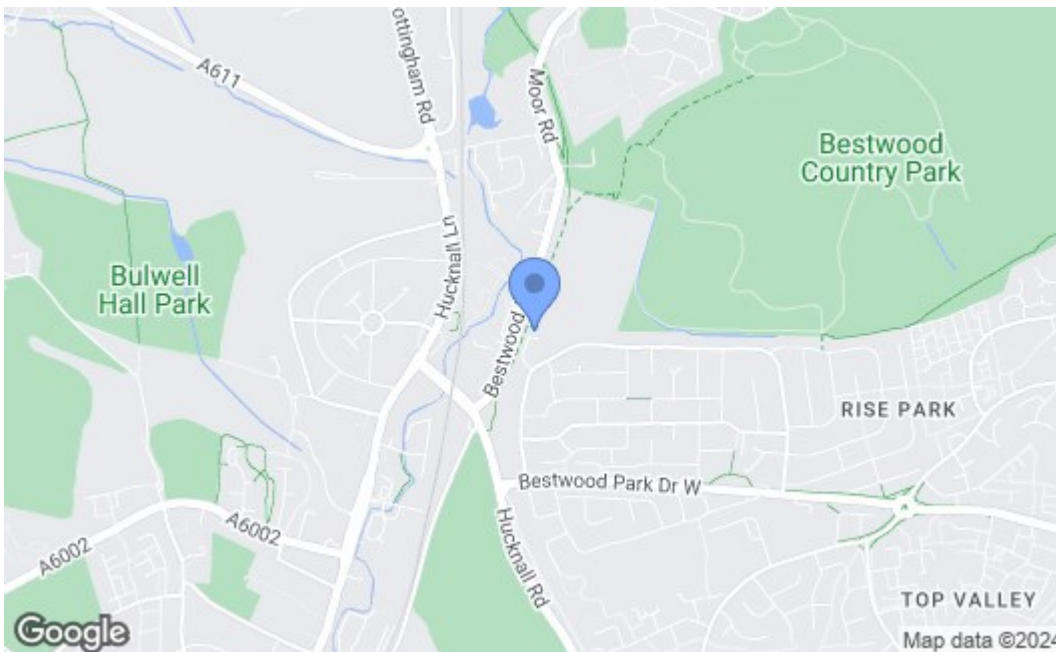 ottingham Rd
A611
Moor Rd
Bestwood
Country Park
Hucknall Ln
Bulwell
Hall Park
Bestwood
RISE PARK
Bestwood Park Dr W
A6002
A6002
Hucknall Rd
TOP VALLEY
Google
Map data ©2024